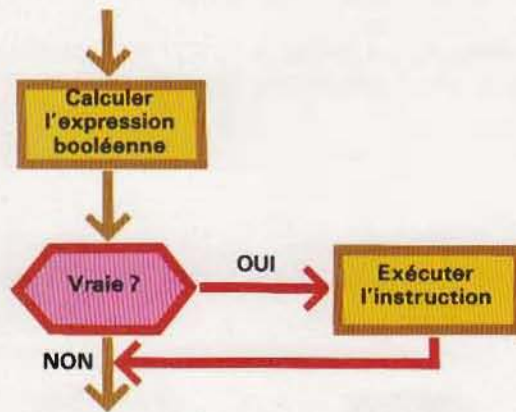 Calculer
l'expression
booléenne
Vraie ?
OUI
Exécuter
l'instruction
NON